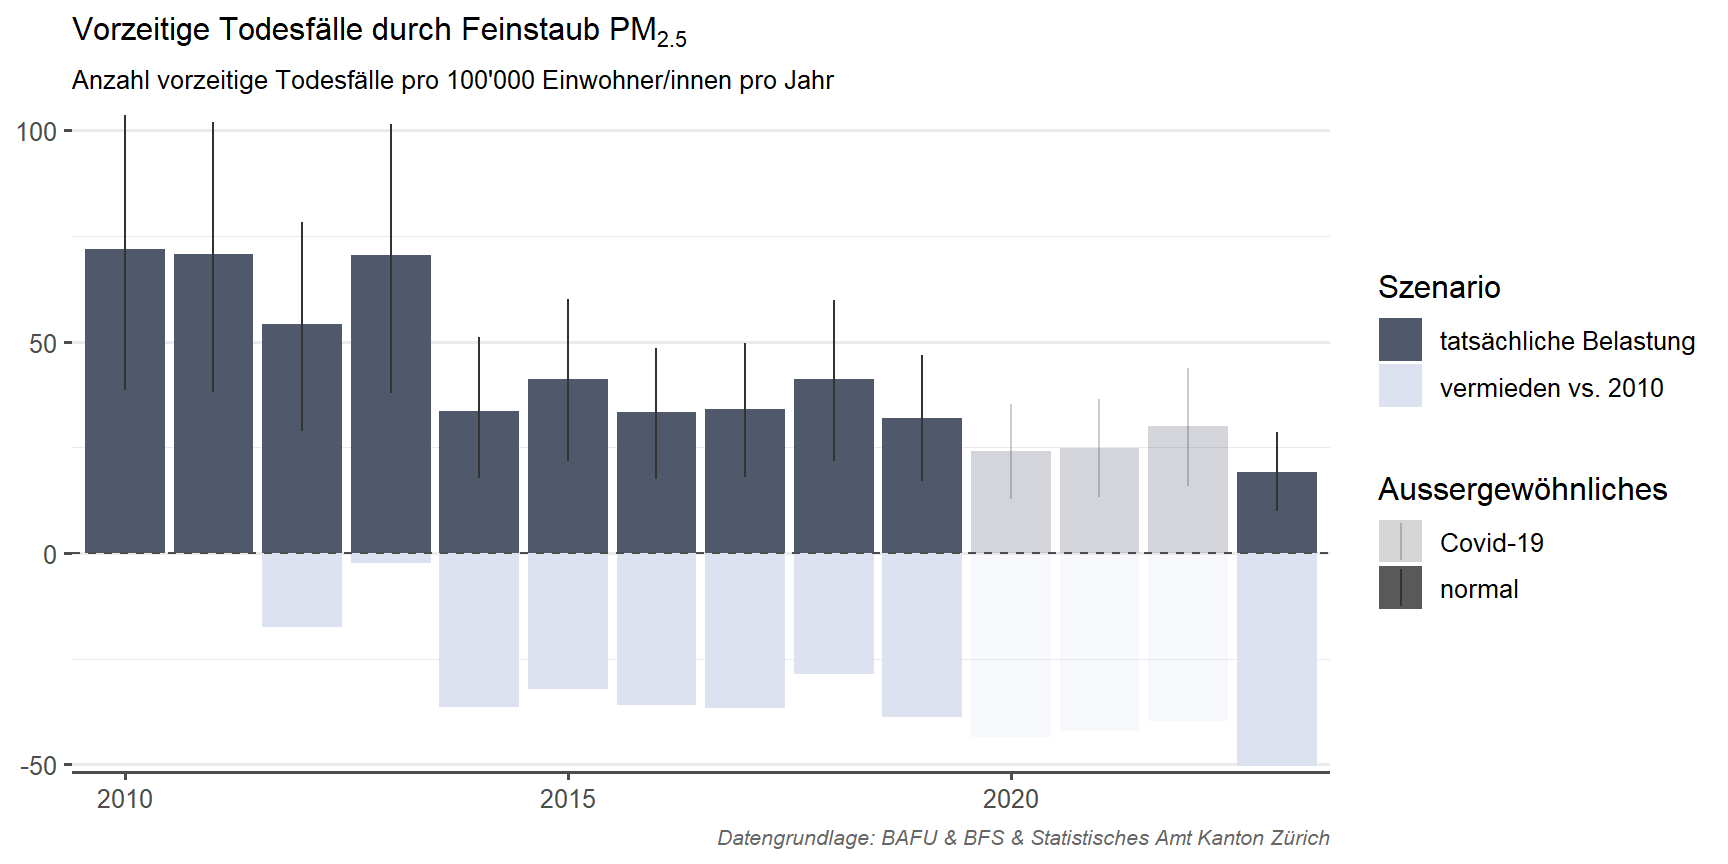 Vorzeitige Todesfälle durch Feinstaub PM2.5
Anzahl vorzeitige Todesfälle pro 100'000 Einwohner/innen pro Jahr
100
50
0
-50
2010
2015
2020
Szenario
tatsächliche Belastung
vermieden vs. 2010
Aussergewöhnliches
Covid-19
normal
Datengrundlage: BAFU & BFS & Statistisches Amt Kanton Zürich